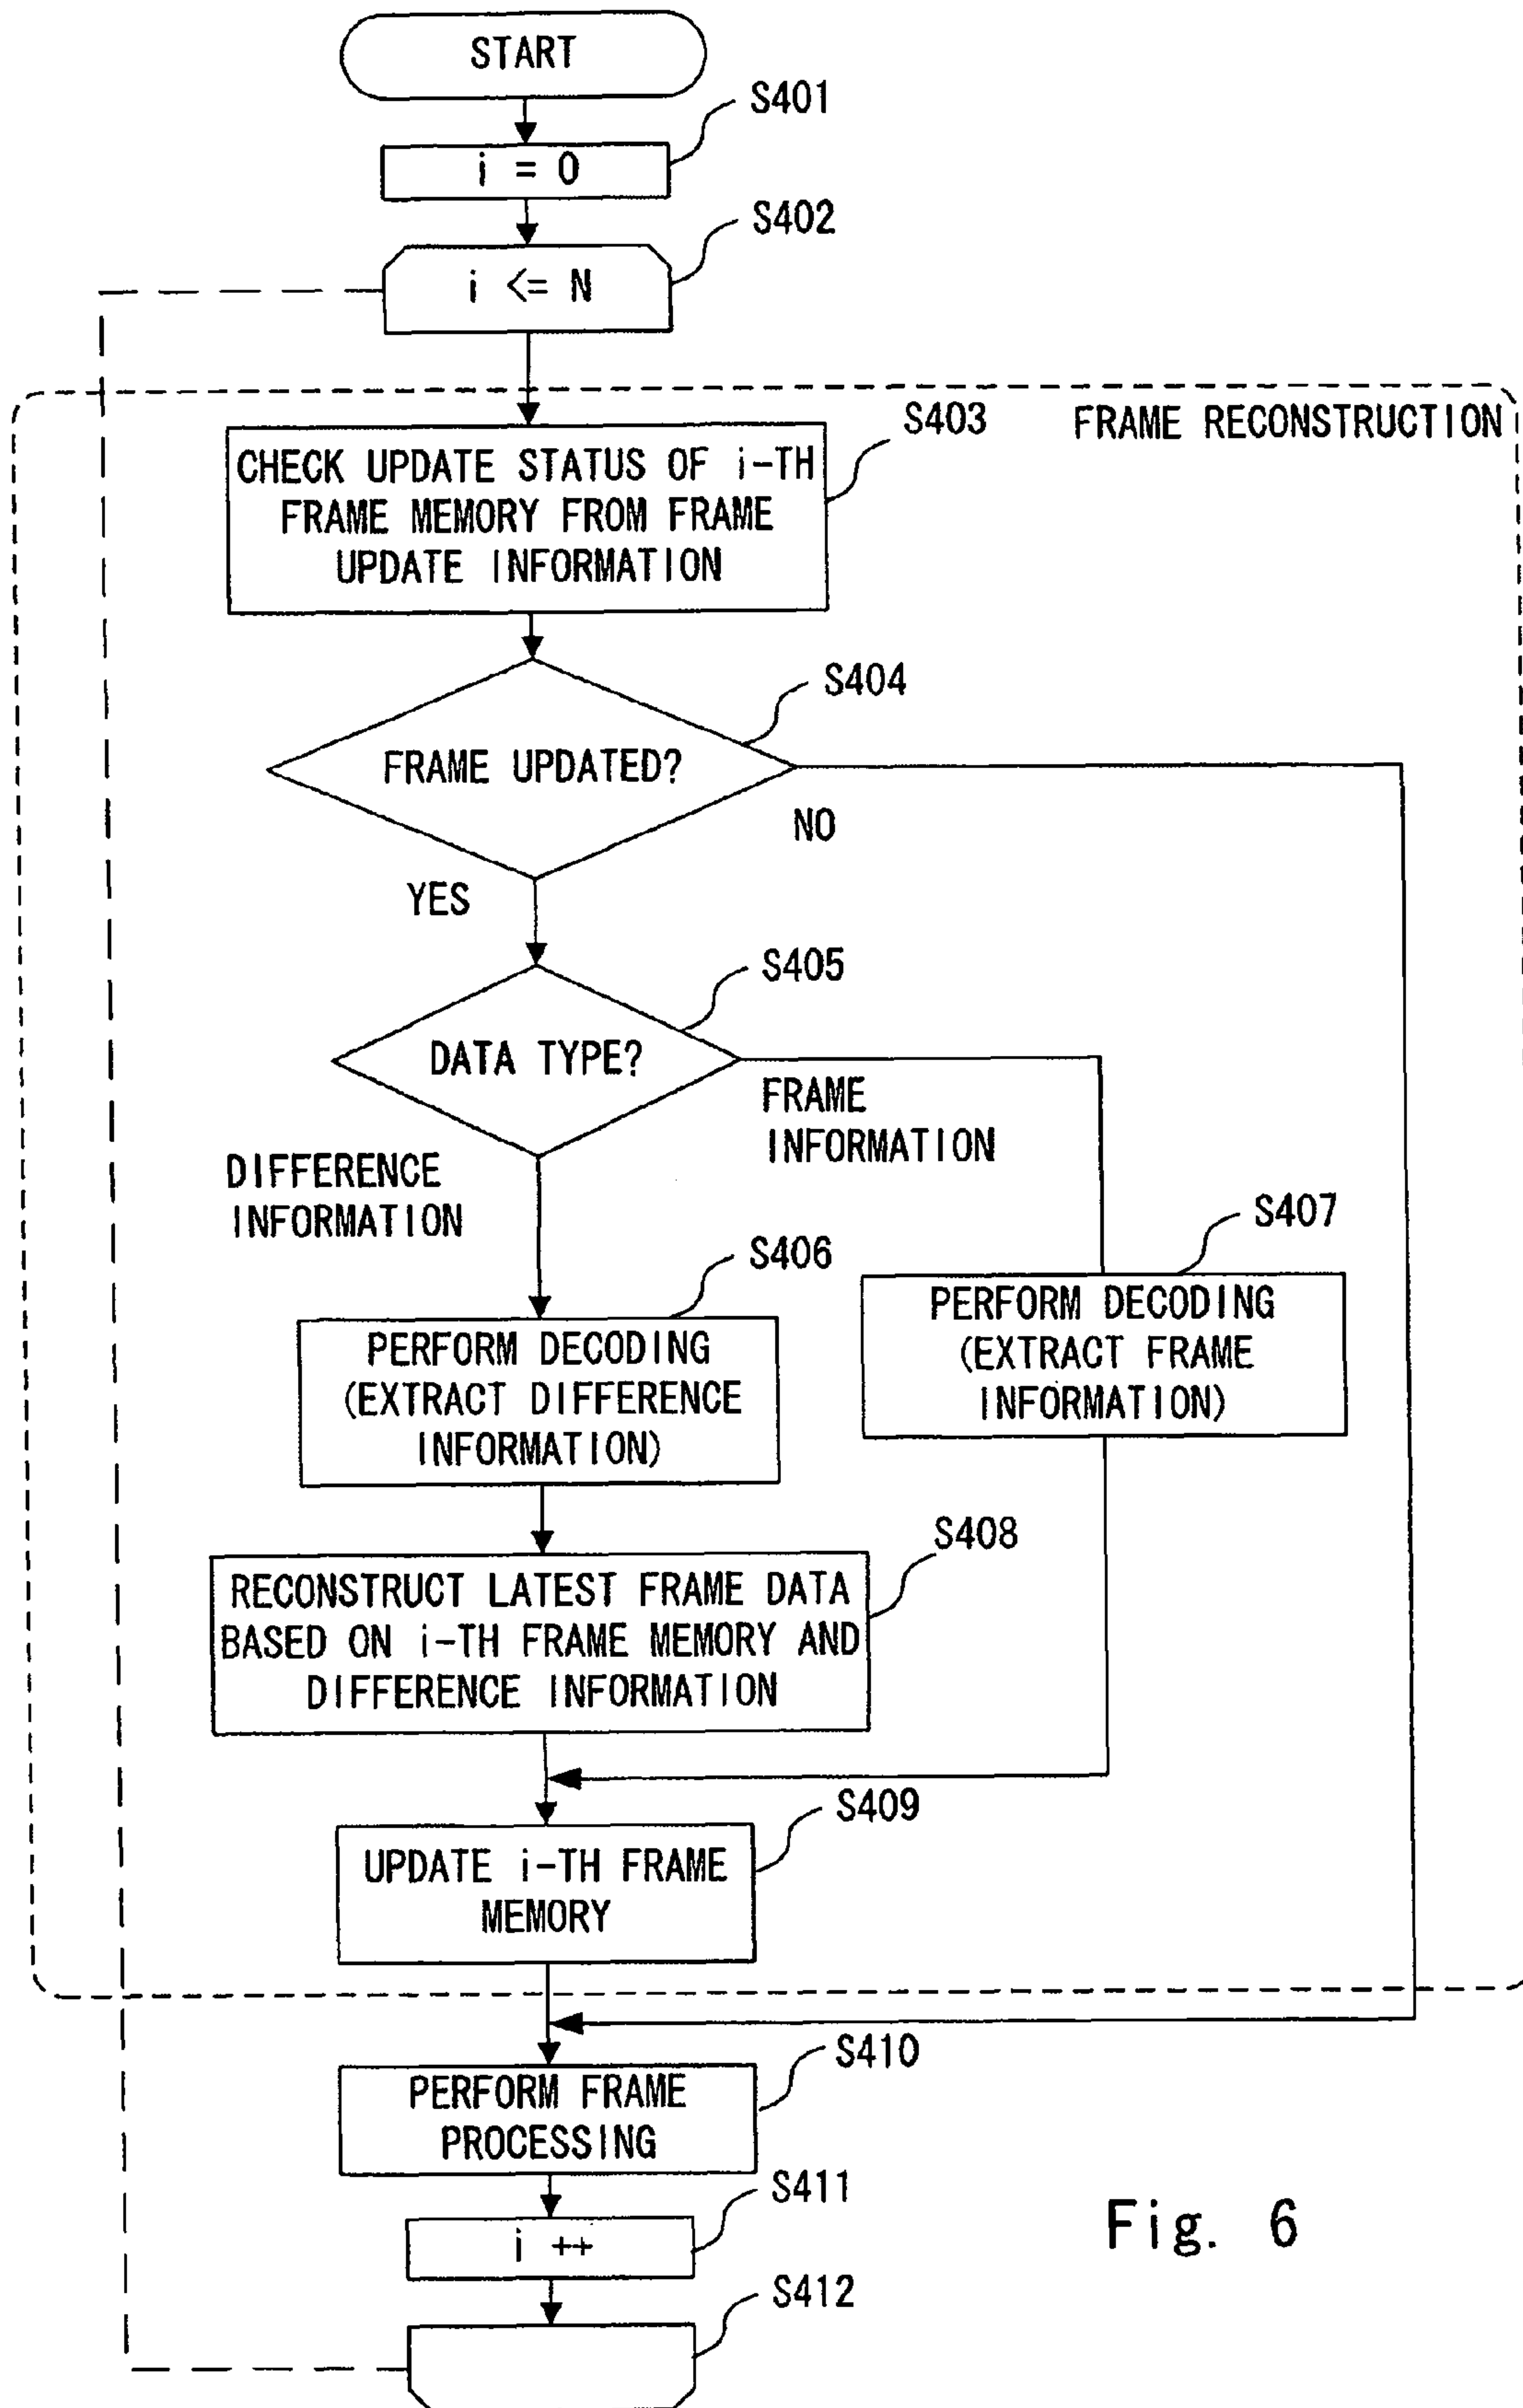 START
S401
i = 0
S402
i <= N
S403
FRAME RECONSTRUCTION
CHECK UPDATE STATUS OF i-TH
FRAME MEMORY FROM FRAME
UPDATE INFORMATION
S404
FRAME UPDATED?
NO
YES
S405
DATA TYPE?
FRAME
INFORMATION
DIFFERENCE
INFORMATION
S406
S407
PERFORM DECODING
(EXTRACT DIFFERENCE
INFORMATION)
PERFORM DECODING
(EXTRACT FRAME
INFORMATION)
S408
RECONSTRUCT LATEST FRAME DATA
BASED ON i-TH FRAME MEMORY AND
DIFFERENCE INFORMATION
S409
UPDATE i-TH FRAME
MEMORY
S410
PERFORM FRAME
PROCESSING
S411
i ++
S412
Fig. 6